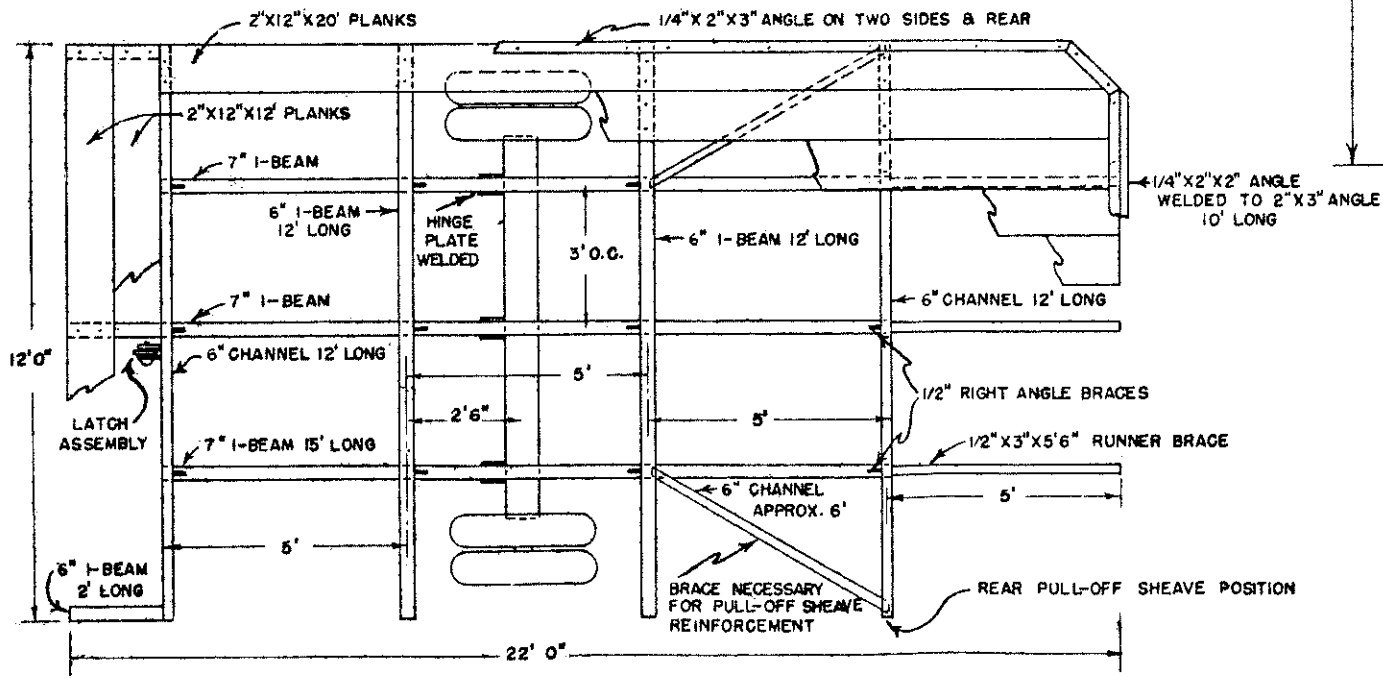 2"X12"X20' PLANKS
1/4"X 2"X 3" ANGLE ON TWO SIDES & REAR
2"X12"X12' PLANKS
7" I-BEAM
6" I-BEAM
12' LONG
HINGE
PLATE
WELDED
3' O.C.
6" I-BEAM 12' LONG
1/4"X2"X2" ANGLE
WELDED TO 2"X3" ANGLE
10' LONG
7" I-BEAM
6" CHANNEL 12' LONG
12'0"
6" CHANNEL 12' LONG
5'
1/2" RIGHT ANGLE BRACES
LATCH
ASSEMBLY
2'6"
5'
7" I-BEAM 15' LONG
1/2"X3"X5'6" RUNNER BRACE
6" CHANNEL
APPROX. 6'
5'
5'
6" I-BEAM
2' LONG
BRACE NECESSARY
FOR PULL-OFF SHEAVE
REINFORCEMENT
REAR PULL-OFF SHEAVE POSITION
22' 0"